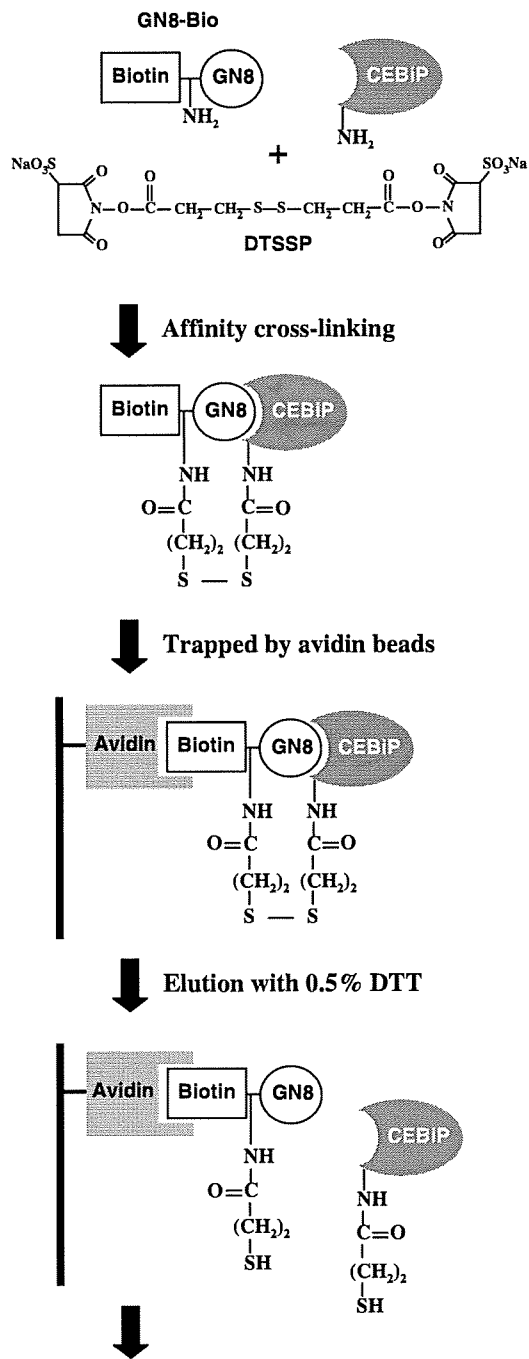 GN8-Bio
Biotin GN8 CEBiP
NH₂ NH₂
+
NaO₃S SO₃Na
O O O O
N—O—C—CH₂—CH₂—S—S—CH₂—CH₂—C—O—N
O O
DTSSP
Affinity cross-linking
Biotin GN8 CEBiP
NH NH
O=C C=O
(CH₂)₂ (CH₂)₂
S — S
Trapped by avidin beads
Avidin Biotin GN8 CEBiP
NH NH
O=C C=O
(CH₂)₂ (CH₂)₂
S — S
Elution with 0.5% DTT
Avidin Biotin GN8
CEBiP
NH
O=C
(CH₂)₂
SH
NH
C=O
(CH₂)₂
SH